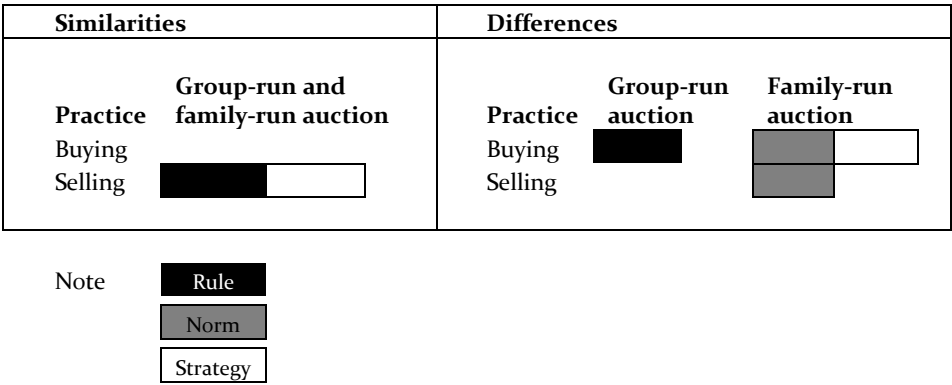 Similarities
Differences
Group-run and
Practice family-run auction
Buying
Selling
Group-run Family-run
Practice auction auction
Buying
Selling
Note Rule
Norm
Strategy